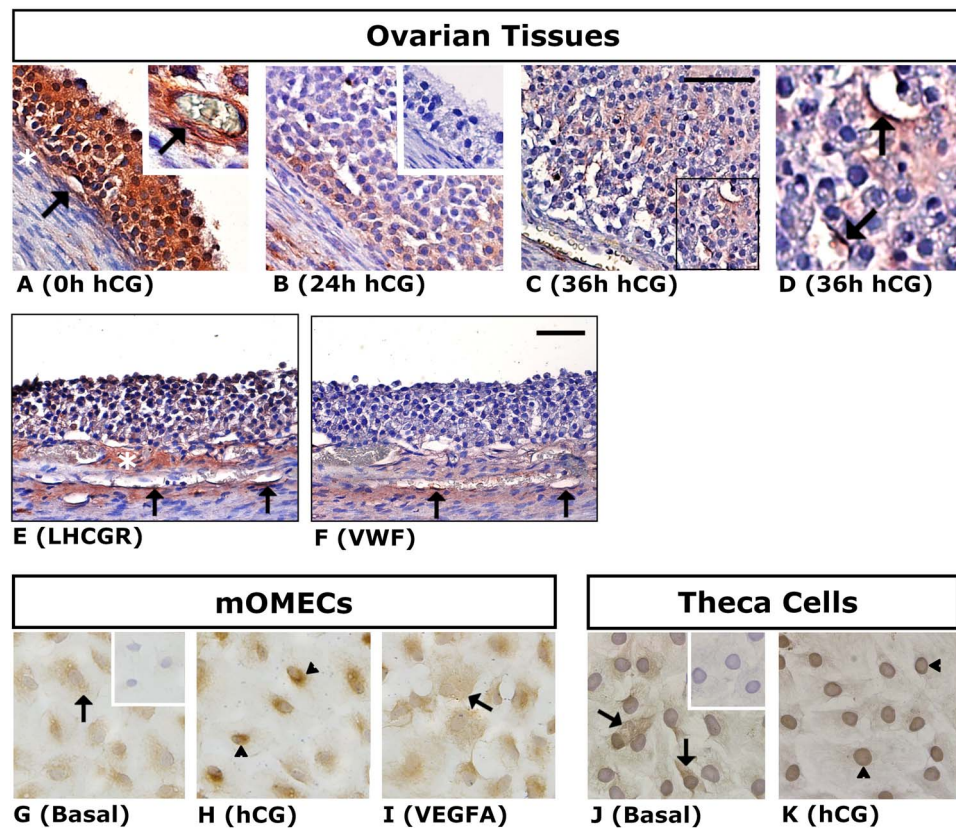 Ovarian Tissues
A (0h hCG)
B (24h hCG)
C (36h hCG)
D (36h hCG)
E (LHCGR)
F (VWF)
mOMECs
Theca Cells
G (Basal)
H (hCG)
I (VEGFA)
J (Basal)
K (hCG)